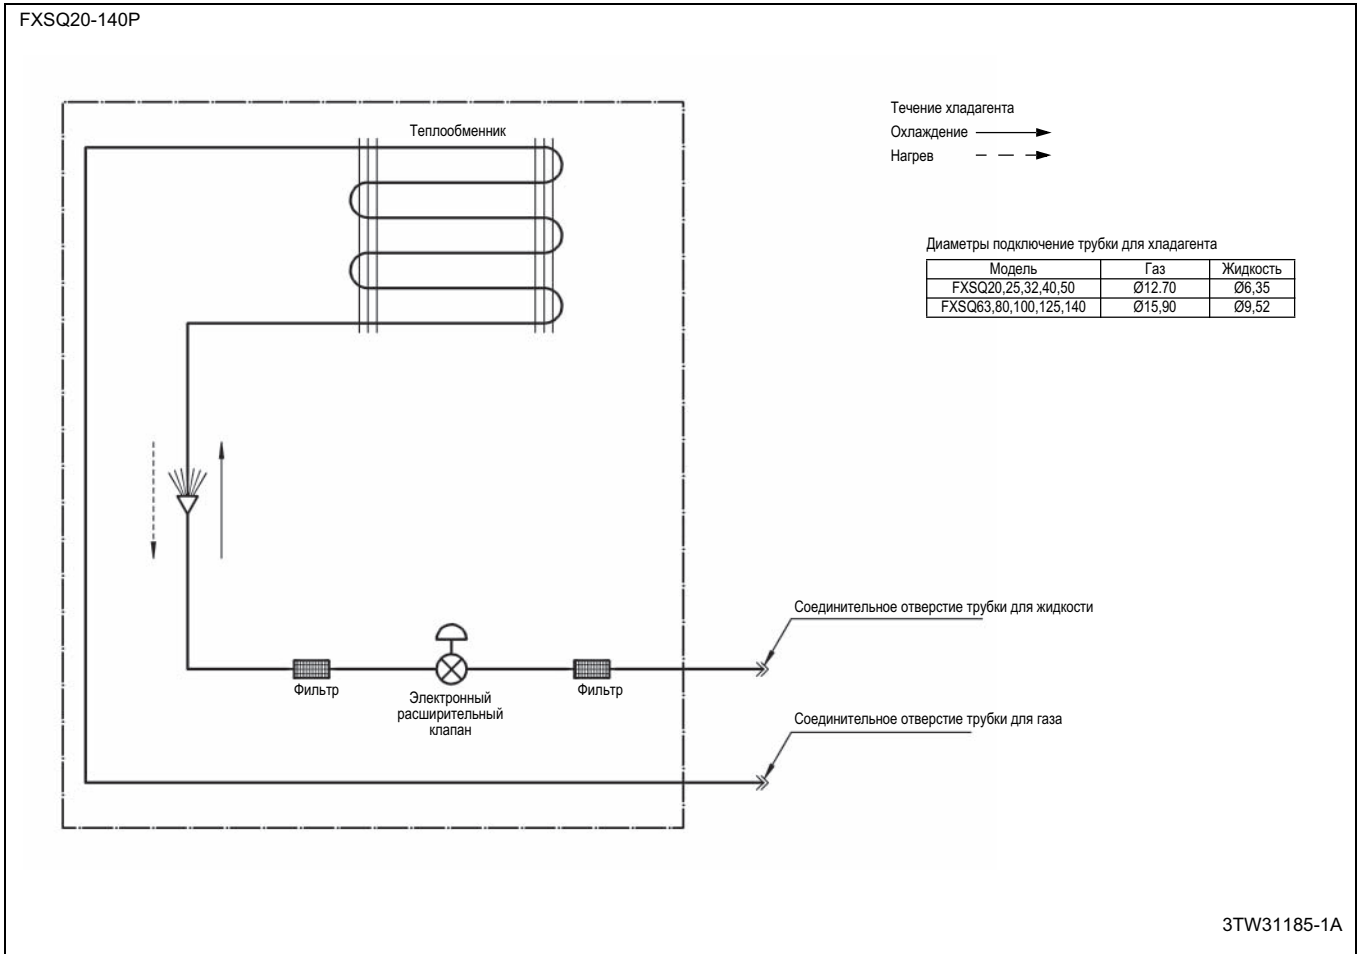 FXSQ20-140P
Теплообменник
Течение хладагента
Охлаждение
Нагрев
Диаметры подключение трубки для хладагента
Модель Газ Жидкость
FXSQ20,25,32,40,50 Ø12.70 Ø6,35
FXSQ63,80,100,125,140 Ø15,90 Ø9,52
Соединительное отверстие трубки для жидкости
Фильтр
Электронный
расширительный
клапан
Фильтр
Соединительное отверстие трубки для газа
3TW31185-1A